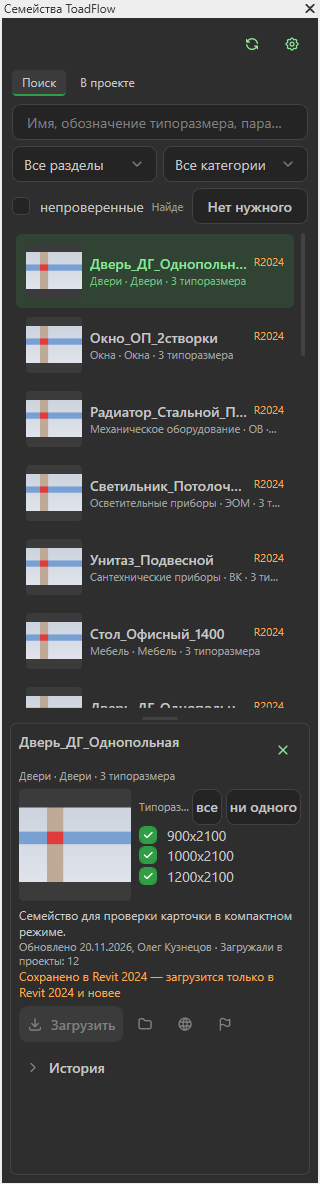 Семейства ToadFlow
Поиск
В проекте
Имя, обозначение типоразмера, пара...
Все разделы
Все категории
непроверенные
Найде
Нет нужного
Дверь_ДГ_Однопольн...
R2024
Двери · Двери · 3 типоразмера
Окно_ОП_2створки
R2024
Окна · Окна · 3 типоразмера
Радиатор_Стальной_П...
R2024
Механическое оборудование · ОВ ·...
Светильник_Потолоч...
R2024
Осветительные приборы · ЭОМ · 3 т...
Унитаз_Подвесной
R2024
Сантехнические приборы · ВК · 3 ти...
Стол_Офисный_1400
R2024
Мебель · Мебель · 3 типоразмера
Дверь_ДГ_Однопольная
Двери · Двери · 3 типоразмера
Типораз...
все
ни одного
900x2100
1000x2100
1200x2100
Семейство для проверки карточки в компактном
режиме.
Обновлено 20.11.2026, Олег Кузнецов · Загружали в
проекты: 12
Сохранено в Revit 2024 — загрузится только в
Revit 2024 и новее
Загрузить
История